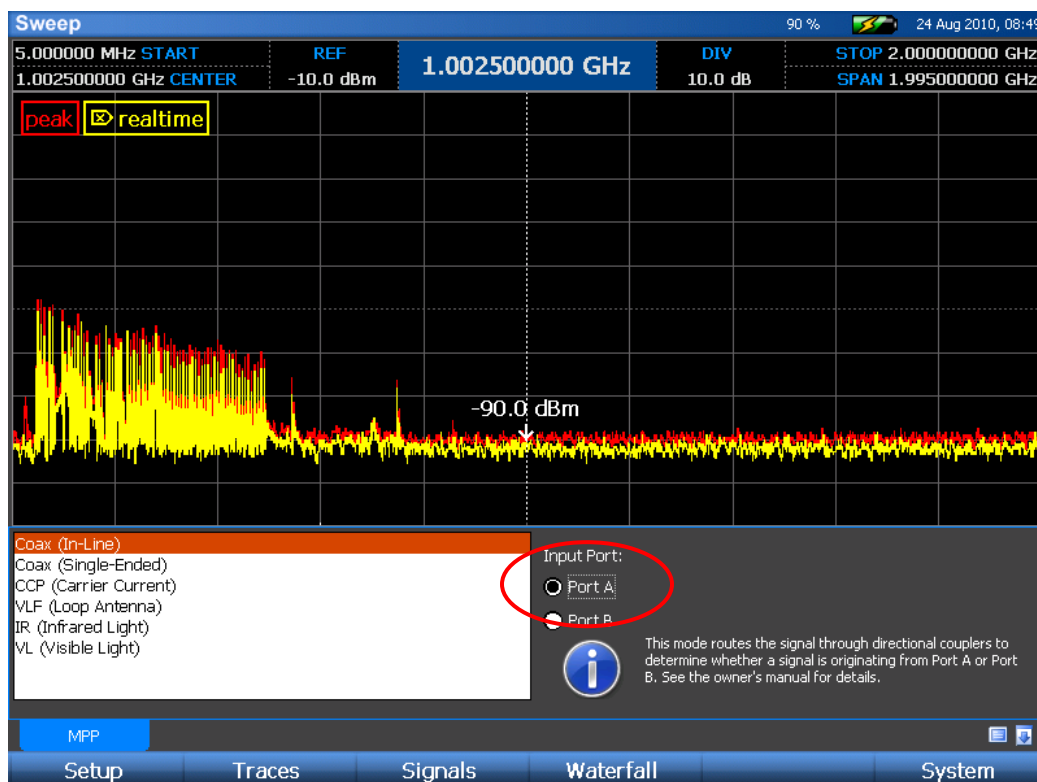 Sweep
90 %
24 Aug 2010, 08:49
5.000000 MHz START
REF
1.002500000 GHz
DIV
STOP 2.000000000 GHz
1.002500000 GHz CENTER
-10.0 dBm
10.0 dB
SPAN 1.995000000 GHz
peak
realtime
-90.0 dBm
Coax (In-Line)
Coax (Single-Ended)
CCP (Carrier Current)
VLF (Loop Antenna)
IR (Infrared Light)
VL (Visible Light)
Input Port:
Port A
Port B
This mode routes the signal through directional couplers to
determine whether a signal is originating from Port A or Port
B. See the owner's manual for details.
MPP
Setup
Traces
Signals
Waterfall
System